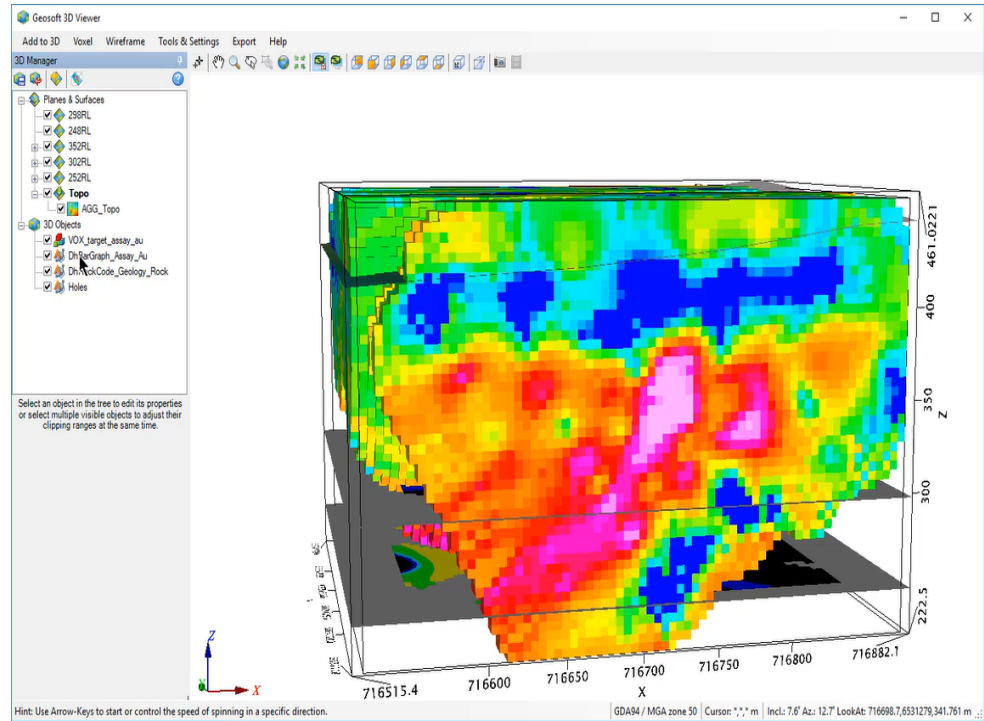 Geosoft 3D Viewer
Add to 3D Voxel Wireframe Tools & Settings Export Help
3D Manager
Planes & Surfaces
298RL
248RL
352RL
302RL
252RL
Topo
AGG_Topo
3D Objects
VOX_target_assay_au
DhBarGraph_Assay_Au
DhRockCode_Geology_Rock
Holes
Select an object in the tree to edit its properties
or select multiple visible objects to adjust their
clipping ranges at the same time.
461.0221
400
350
Z
300
222.5
716515.4
716600
716650
716700
716750
716800
716882.1
X
Z
X
Hint: Use Arrow-Keys to start or control the speed of spinning in a specific direction.
GDA94 / MGA zone 50 Cursor: *,*,* m Incl.: 7.6° Az.: 12.7° LookAt: 716698.7,6531279,341.761 m